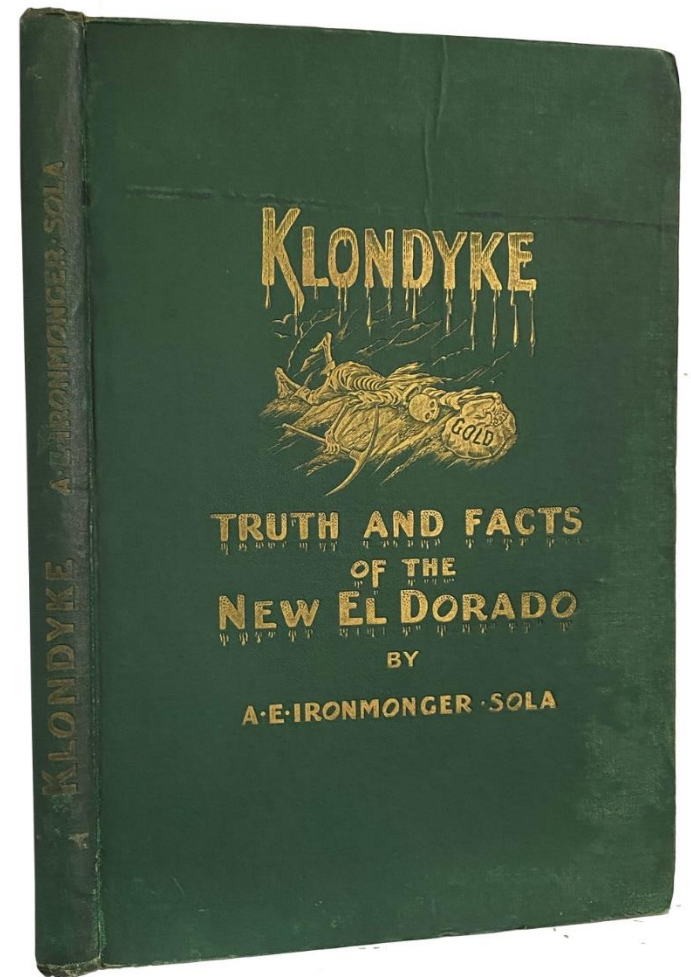 KLONDYKE
GOLD
TRUTH AND FACTS
OF THE
NEW EL DORADO
BY
A·E·IRONMONGER·SOLA
KLONDYKE A·E·IRONMONGER·SOLA